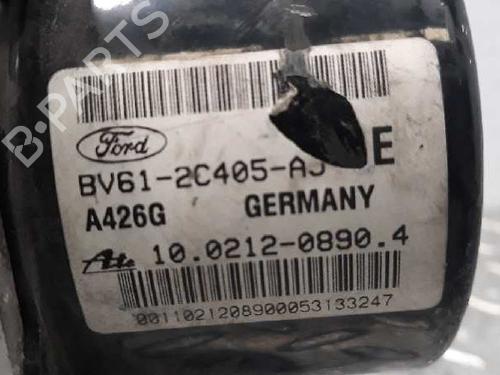 B-PARTS
Ford
E
BV61-2C405-AJ
A426G GERMANY
Ate 10.0212-0890.4
00110212089000053133247